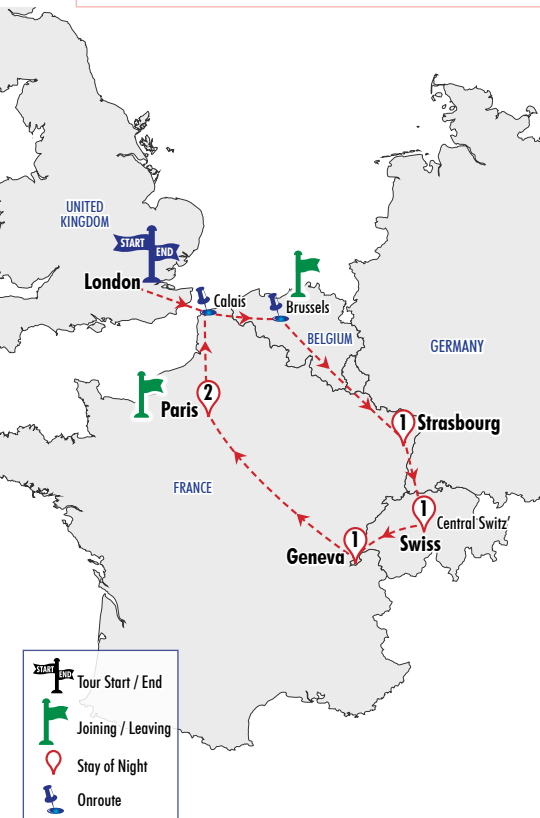 UNITED
KINGDOM
START
END
London
Calais
Brussels
BELGIUM
GERMANY
2
Paris
1
Strasbourg
FRANCE
1
Central Switz'
Swiss
1
Geneva
START
END
Tour Start / End
Joining / Leaving
Stay of Night
Onroute